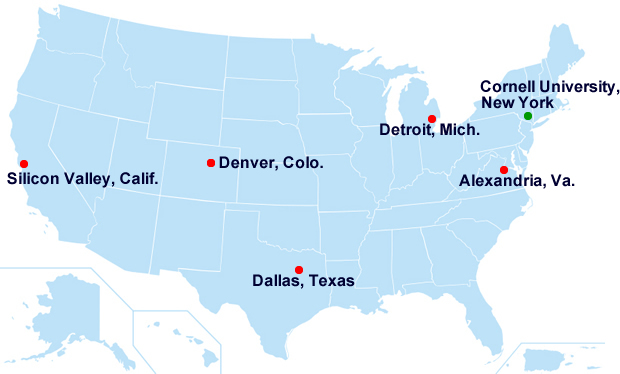 Cornell University,
New York
Detroit, Mich.
Denver, Colo.
Silicon Valley, Calif.
Alexandria, Va.
Dallas, Texas